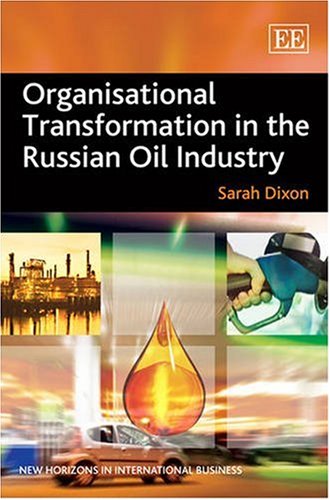 EE
Organisational
Transformation in the
Russian Oil Industry
Sarah Dixon
NEW HORIZONS IN INTERNATIONAL BUSINESS